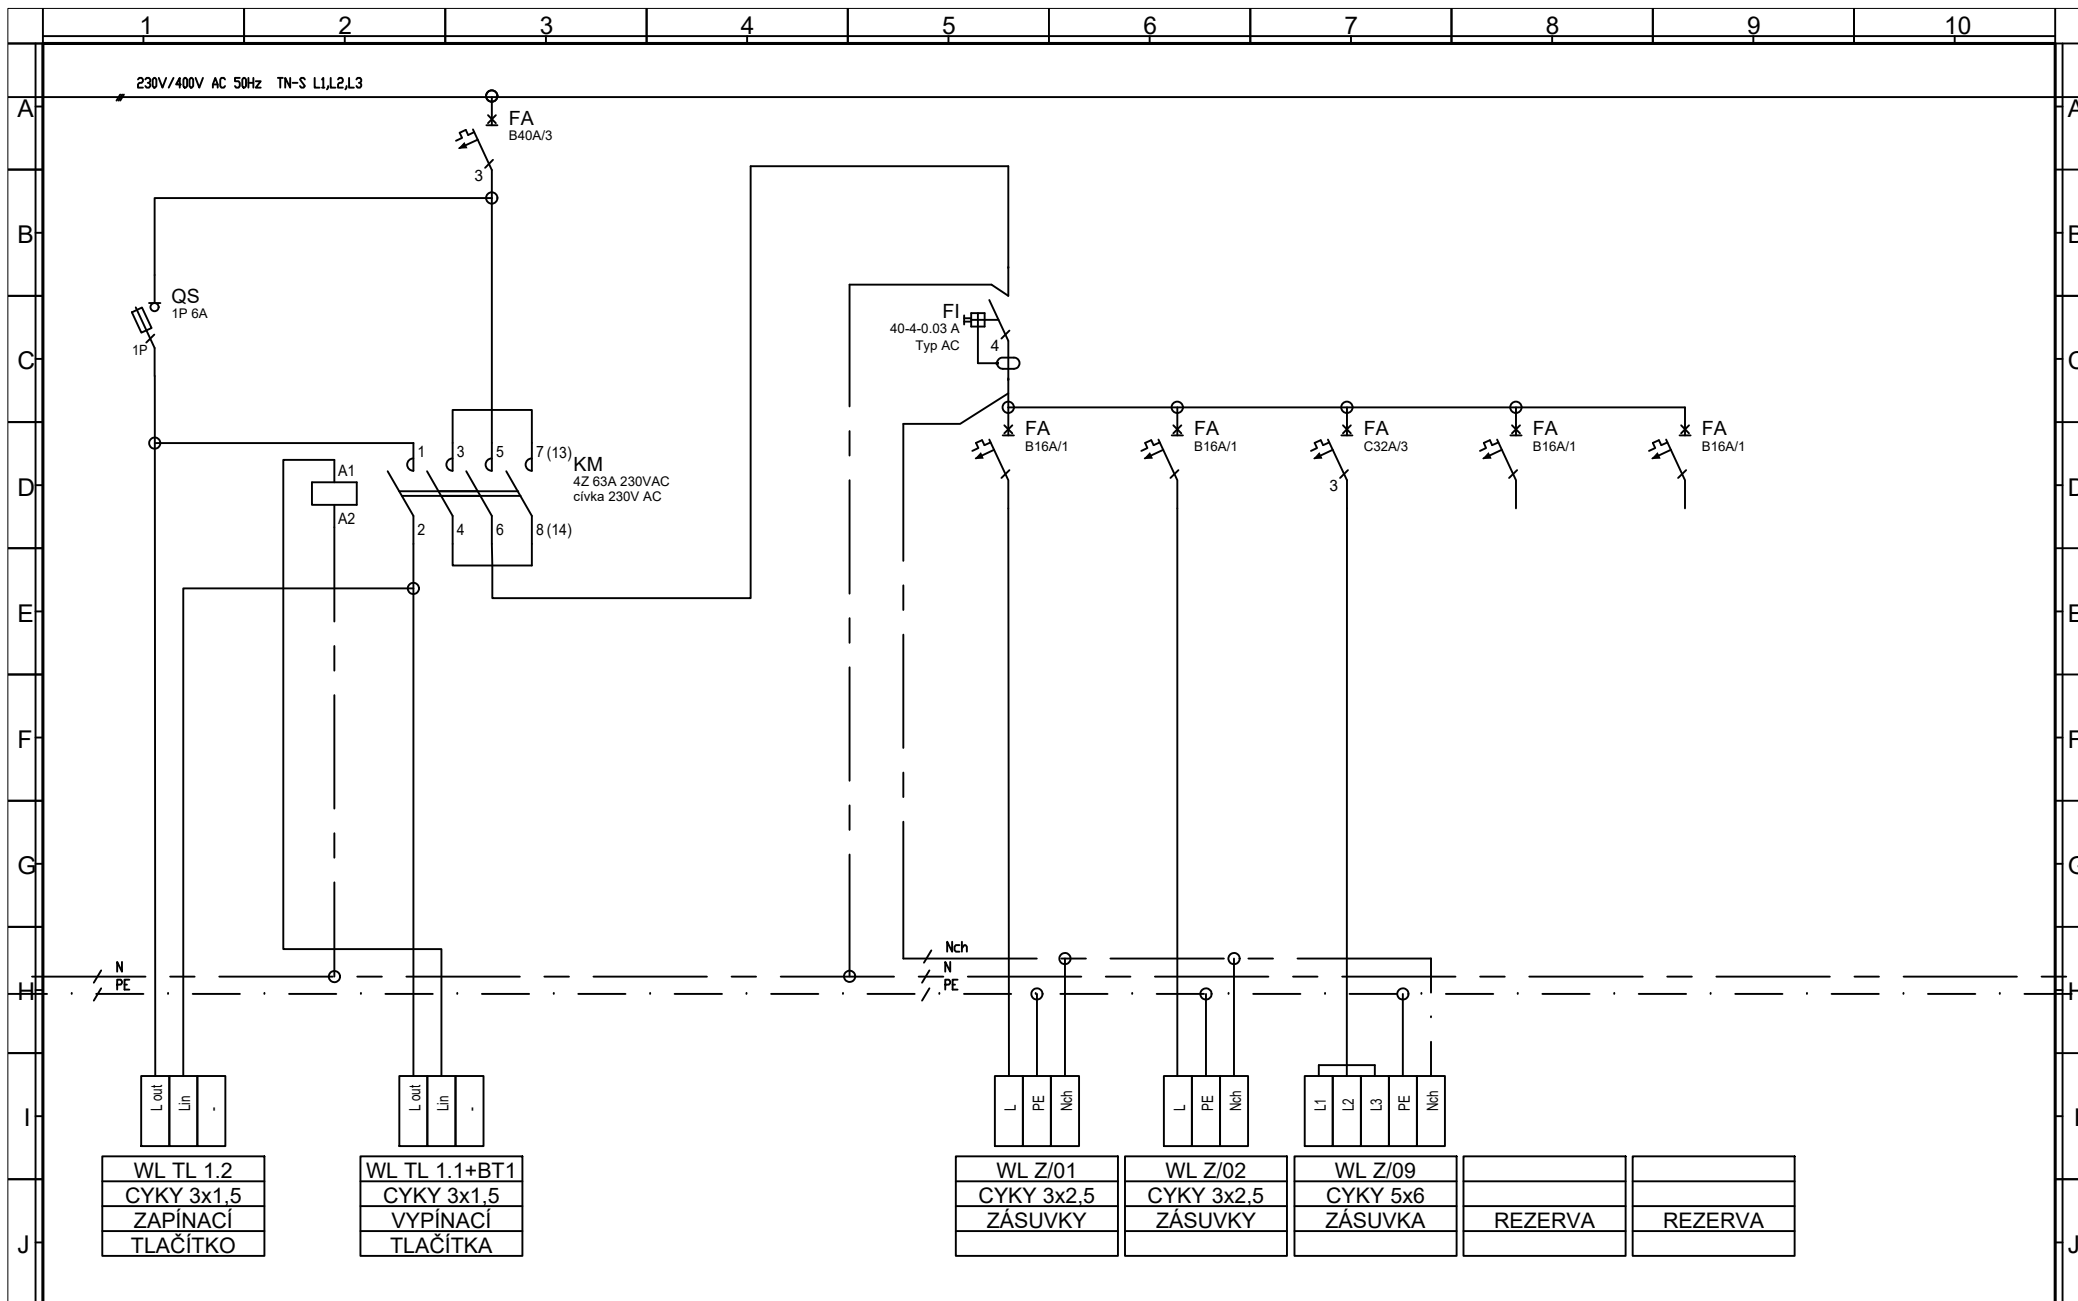 1 2 3 4 5 6 7 8 9 10
230V/400V AC 50Hz TN-S L1,L2,L3
A A
FA
B40A/3
3
B B
QS
1P 6A
1P
FI
40-4-0.03 A
Typ AC
4
C C
FA
B16A/1
FA
B16A/1
FA
C32A/3
3
FA
B16A/1
FA
B16A/1
1 3 5 7 (13)
KM
4Z 63A 230VAC
cívka 230V AC
A1
A2
2 4 6 8 (14)
D D
E E
F F
G G
Nch
N N
PE PE
H H
L out Lin -
L out Lin -
L PE Nch
L PE Nch
L1 L2 L3 PE Nch
I I
WL TL 1.2
CYKY 3x1,5
ZAPÍNACÍ
TLAČÍTKO
WL TL 1.1+BT1
CYKY 3x1,5
VYPÍNACÍ
TLAČÍTKA
WL Z/01
CYKY 3x2,5
ZÁSUVKY
WL Z/02
CYKY 3x2,5
ZÁSUVKY
WL Z/09
CYKY 5x6
ZÁSUVKA
REZERVA
REZERVA
J J